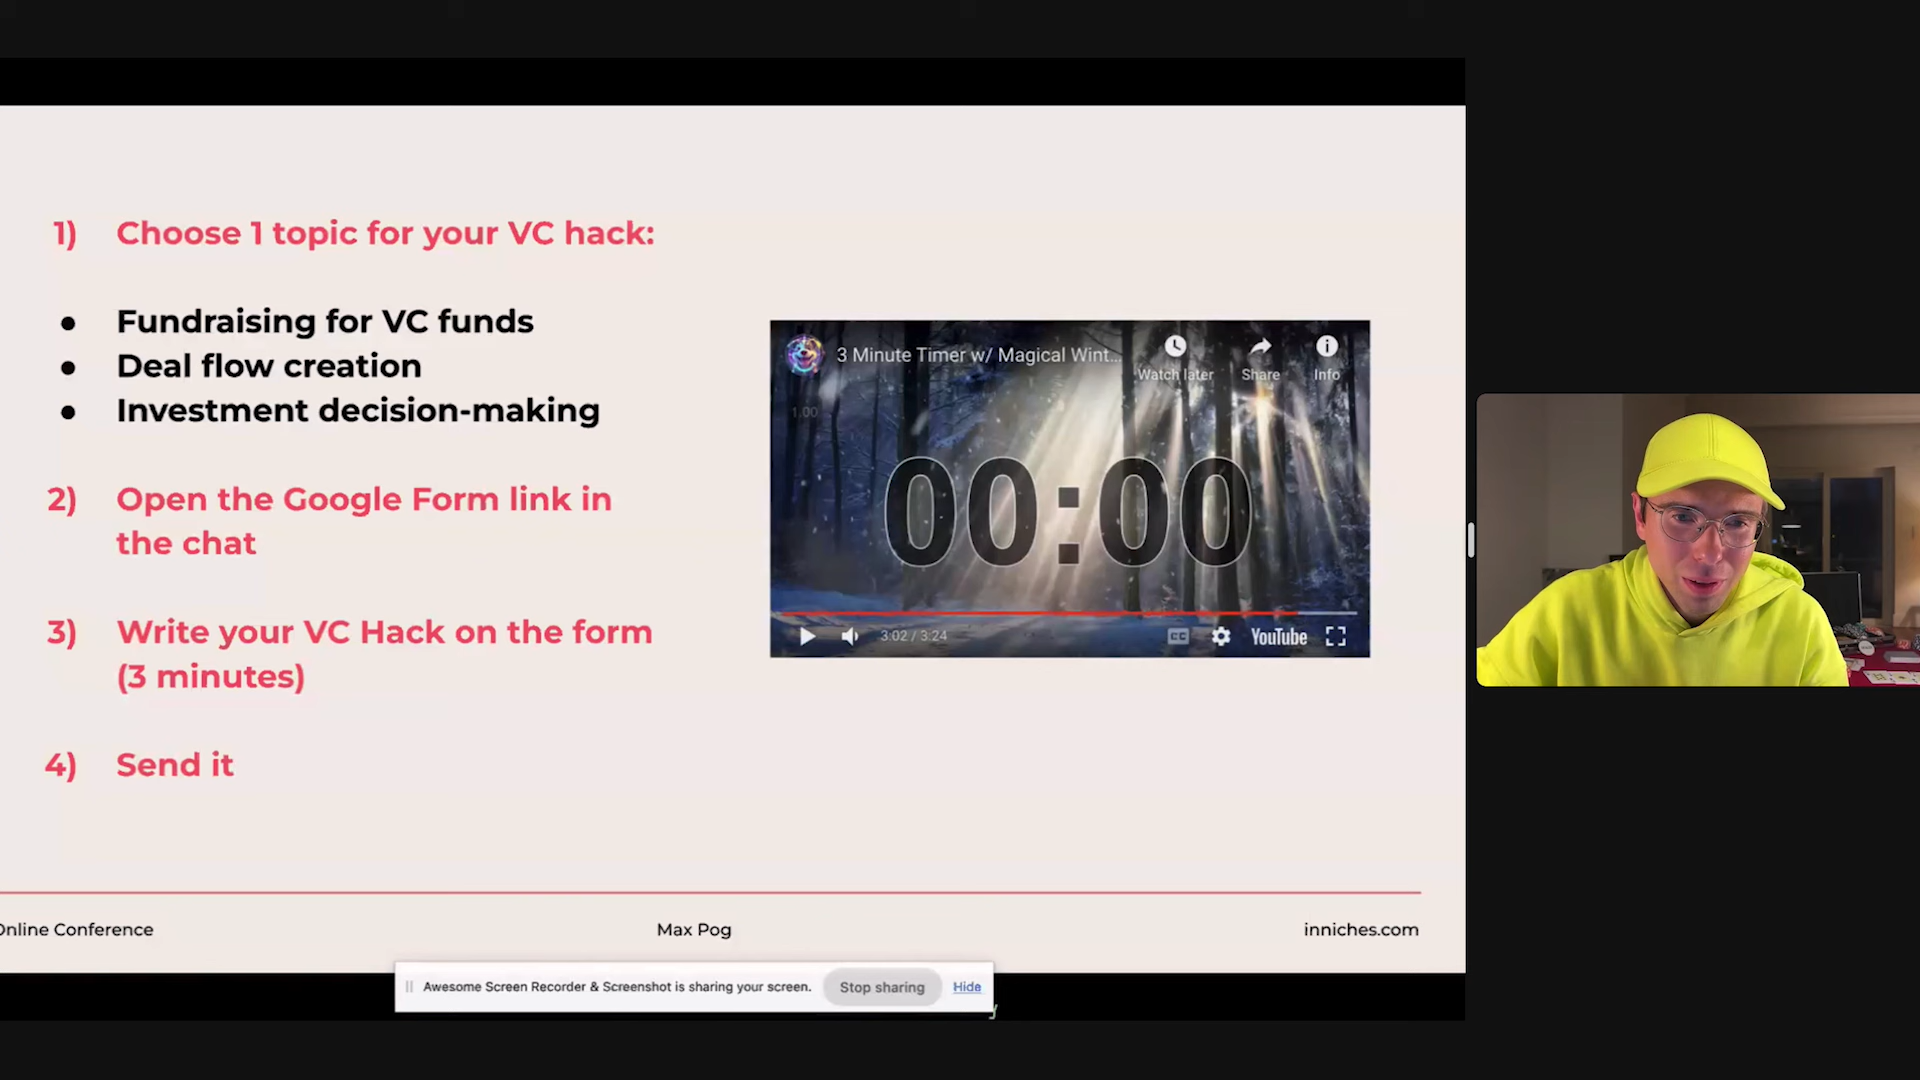 1) Choose 1 topic for your VC hack:
● Fundraising for VC funds
● Deal flow creation
● Investment decision-making
2) Open the Google Form link in
the chat
3) Write your VC Hack on the form
(3 minutes)
4) Send it
3 Minute Timer w/ Magical Wint...
Watch later
Share
Info
1.00
00:00
3:02 / 3:24
CC
YouTube
Online Conference
Max Pog
inniches.com
Awesome Screen Recorder & Screenshot is sharing your screen.
Stop sharing
Hide